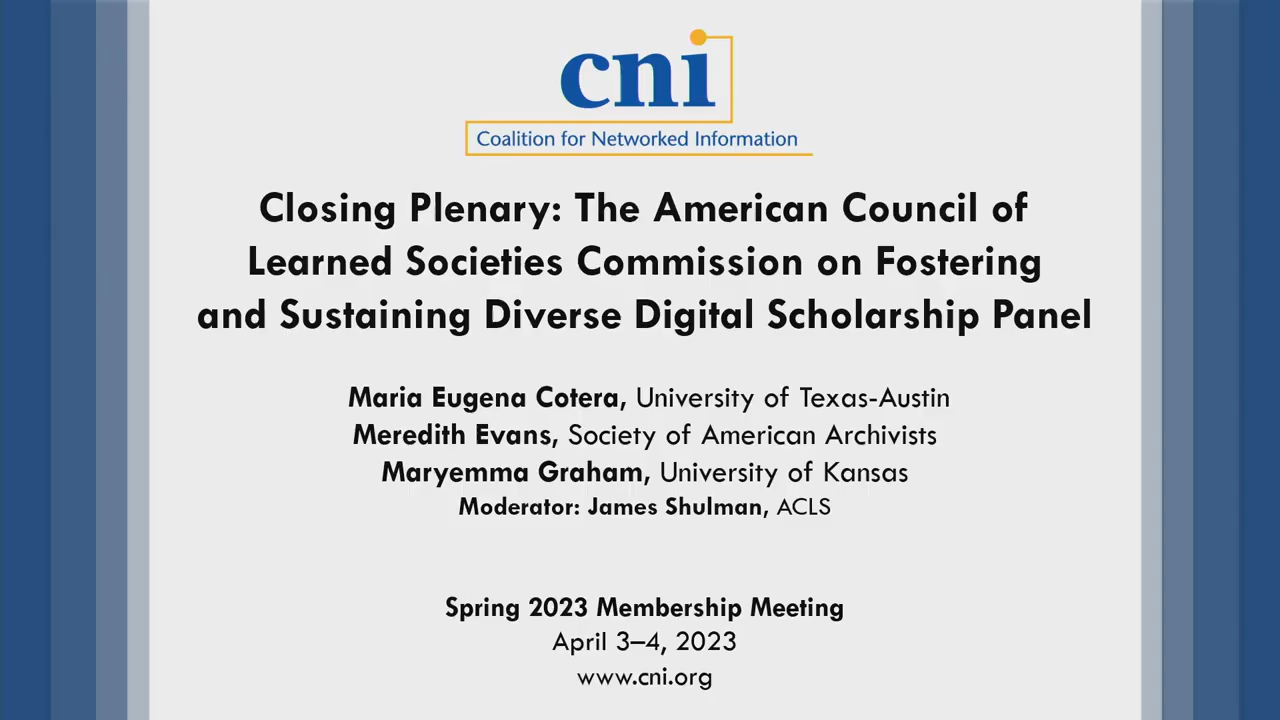 cni
Coalition for Networked Information
Closing Plenary: The American Council of
Learned Societies Commission on Fostering
and Sustaining Diverse Digital Scholarship Panel
Maria Eugena Cotera, University of Texas-Austin
Meredith Evans, Society of American Archivists
Maryemma Graham, University of Kansas
Moderator: James Shulman, ACLS
Spring 2023 Membership Meeting
April 3–4, 2023
www.cni.org